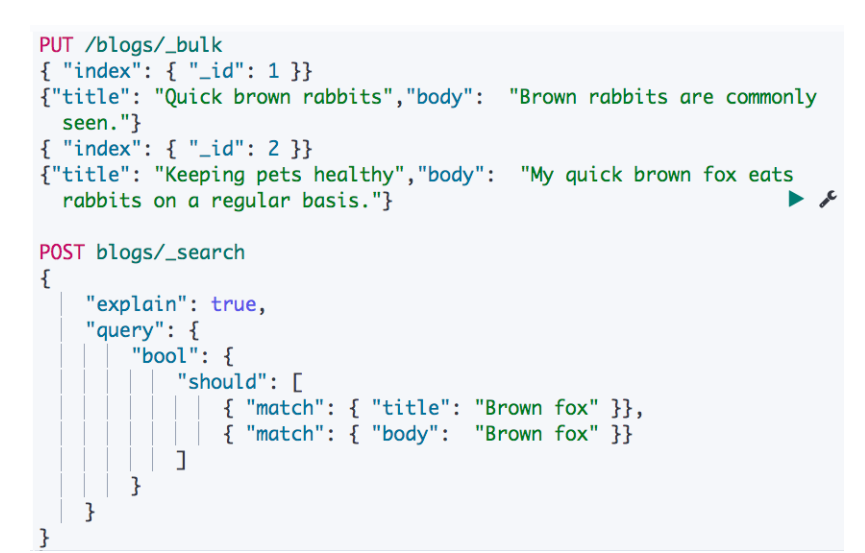 PUT /blogs/_bulk
{ "index": { "_id": 1 }}
{"title": "Quick brown rabbits","body":  "Brown rabbits are commonly
seen."}
{ "index": { "_id": 2 }}
{"title": "Keeping pets healthy","body":  "My quick brown fox eats
rabbits on a regular basis."}
POST blogs/_search
{
"explain": true,
"query": {
"bool": {
"should": [
{ "match": { "title": "Brown fox" }},
{ "match": { "body":  "Brown fox" }}
]
}
}
}